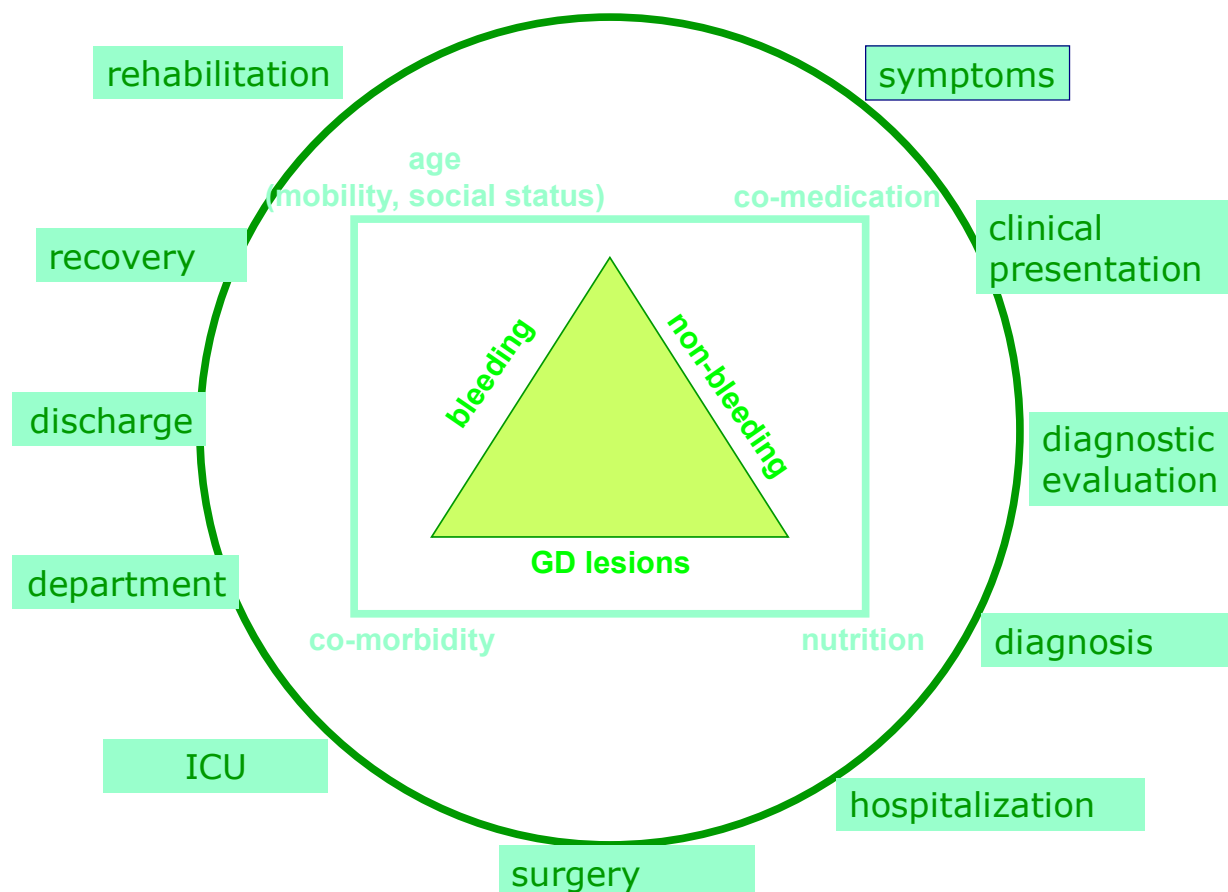 rehabilitation
symptoms
age
(mobility, social status)
co-medication
clinical
presentation
recovery
bleeding
non-bleeding
discharge
diagnostic
evaluation
GD lesions
department
co-morbidity
nutrition
diagnosis
ICU
hospitalization
surgery